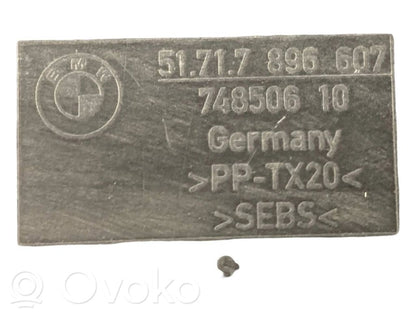 BMW
51.71.7 896 607
748506 10
Germany
>PP-TX20<
>SEBS<
© Ovoko